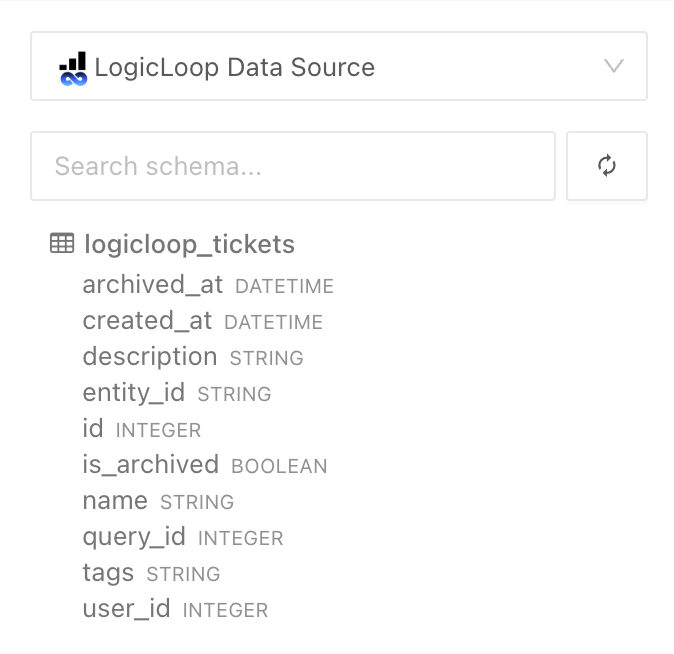 LogicLoop Data Source
Search schema...
logicloop_tickets
archived_at DATETIME
created_at DATETIME
description STRING
entity_id STRING
id INTEGER
is_archived BOOLEAN
name STRING
query_id INTEGER
tags STRING
user_id INTEGER